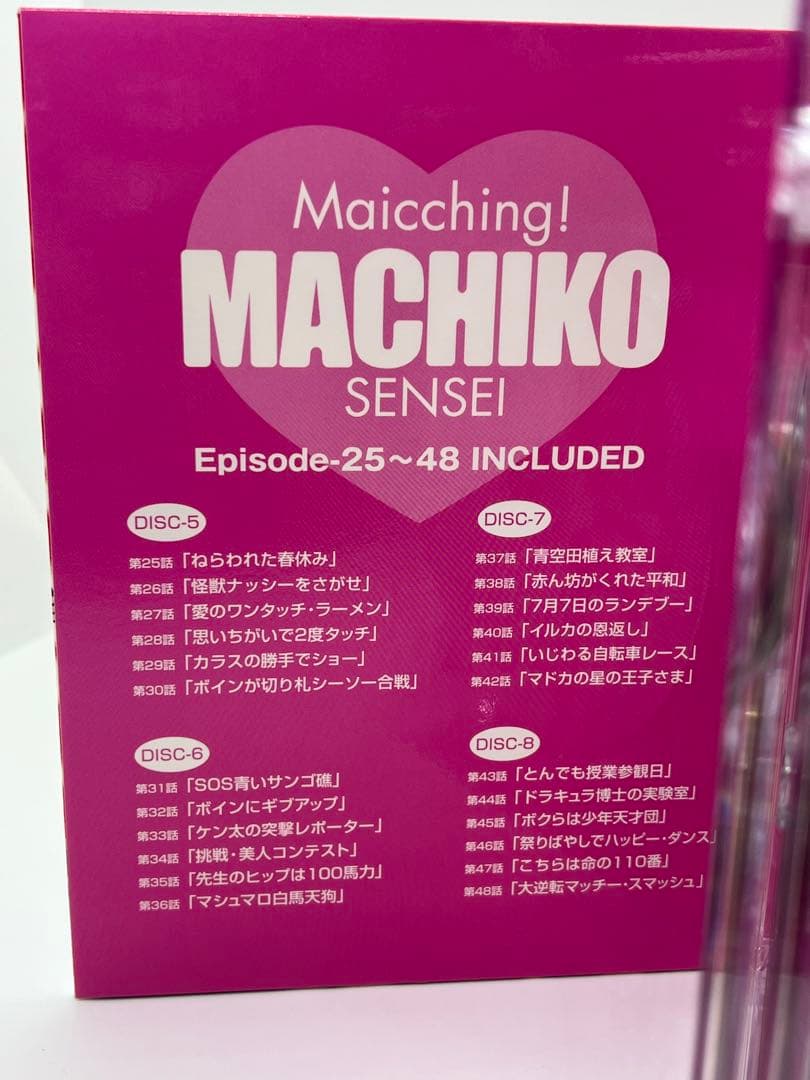 Maicching!
MACHIKO
SENSEI
Episode-25～48 INCLUDED
DISC-5
第25話「ねらわれた春休み」
第26話「怪獣ナッシーをさがせ」
第27話「愛のワンタッチ・ラーメン」
第28話「思いちがいで2度タッチ」
第29話「カラスの勝手でショー」
第30話「ボインが切り札シーソー合戦」
DISC-6
第31話「SOS青いサンゴ礁」
第32話「ボインにギブアップ」
第33話「ケン太の突撃レポーター」
第34話「挑戦・美人コンテスト」
第35話「先生のヒップは100馬力」
第36話「マシュマロ白馬天狗」
DISC-7
第37話「青空田植え教室」
第38話「赤ん坊がくれた平和」
第39話「7月7日のランデブー」
第40話「イルカの恩返し」
第41話「いじわる自転車レース」
第42話「マドカの星の王子さま」
DISC-8
第43話「とんでも授業参観日」
第44話「ドラキュラ博士の実験室」
第45話「ボクらは少年天才団」
第46話「祭りばやしでハッピー・ダンス」
第47話「こちらは命の110番」
第48話「大逆転マッチー・スマッシュ」